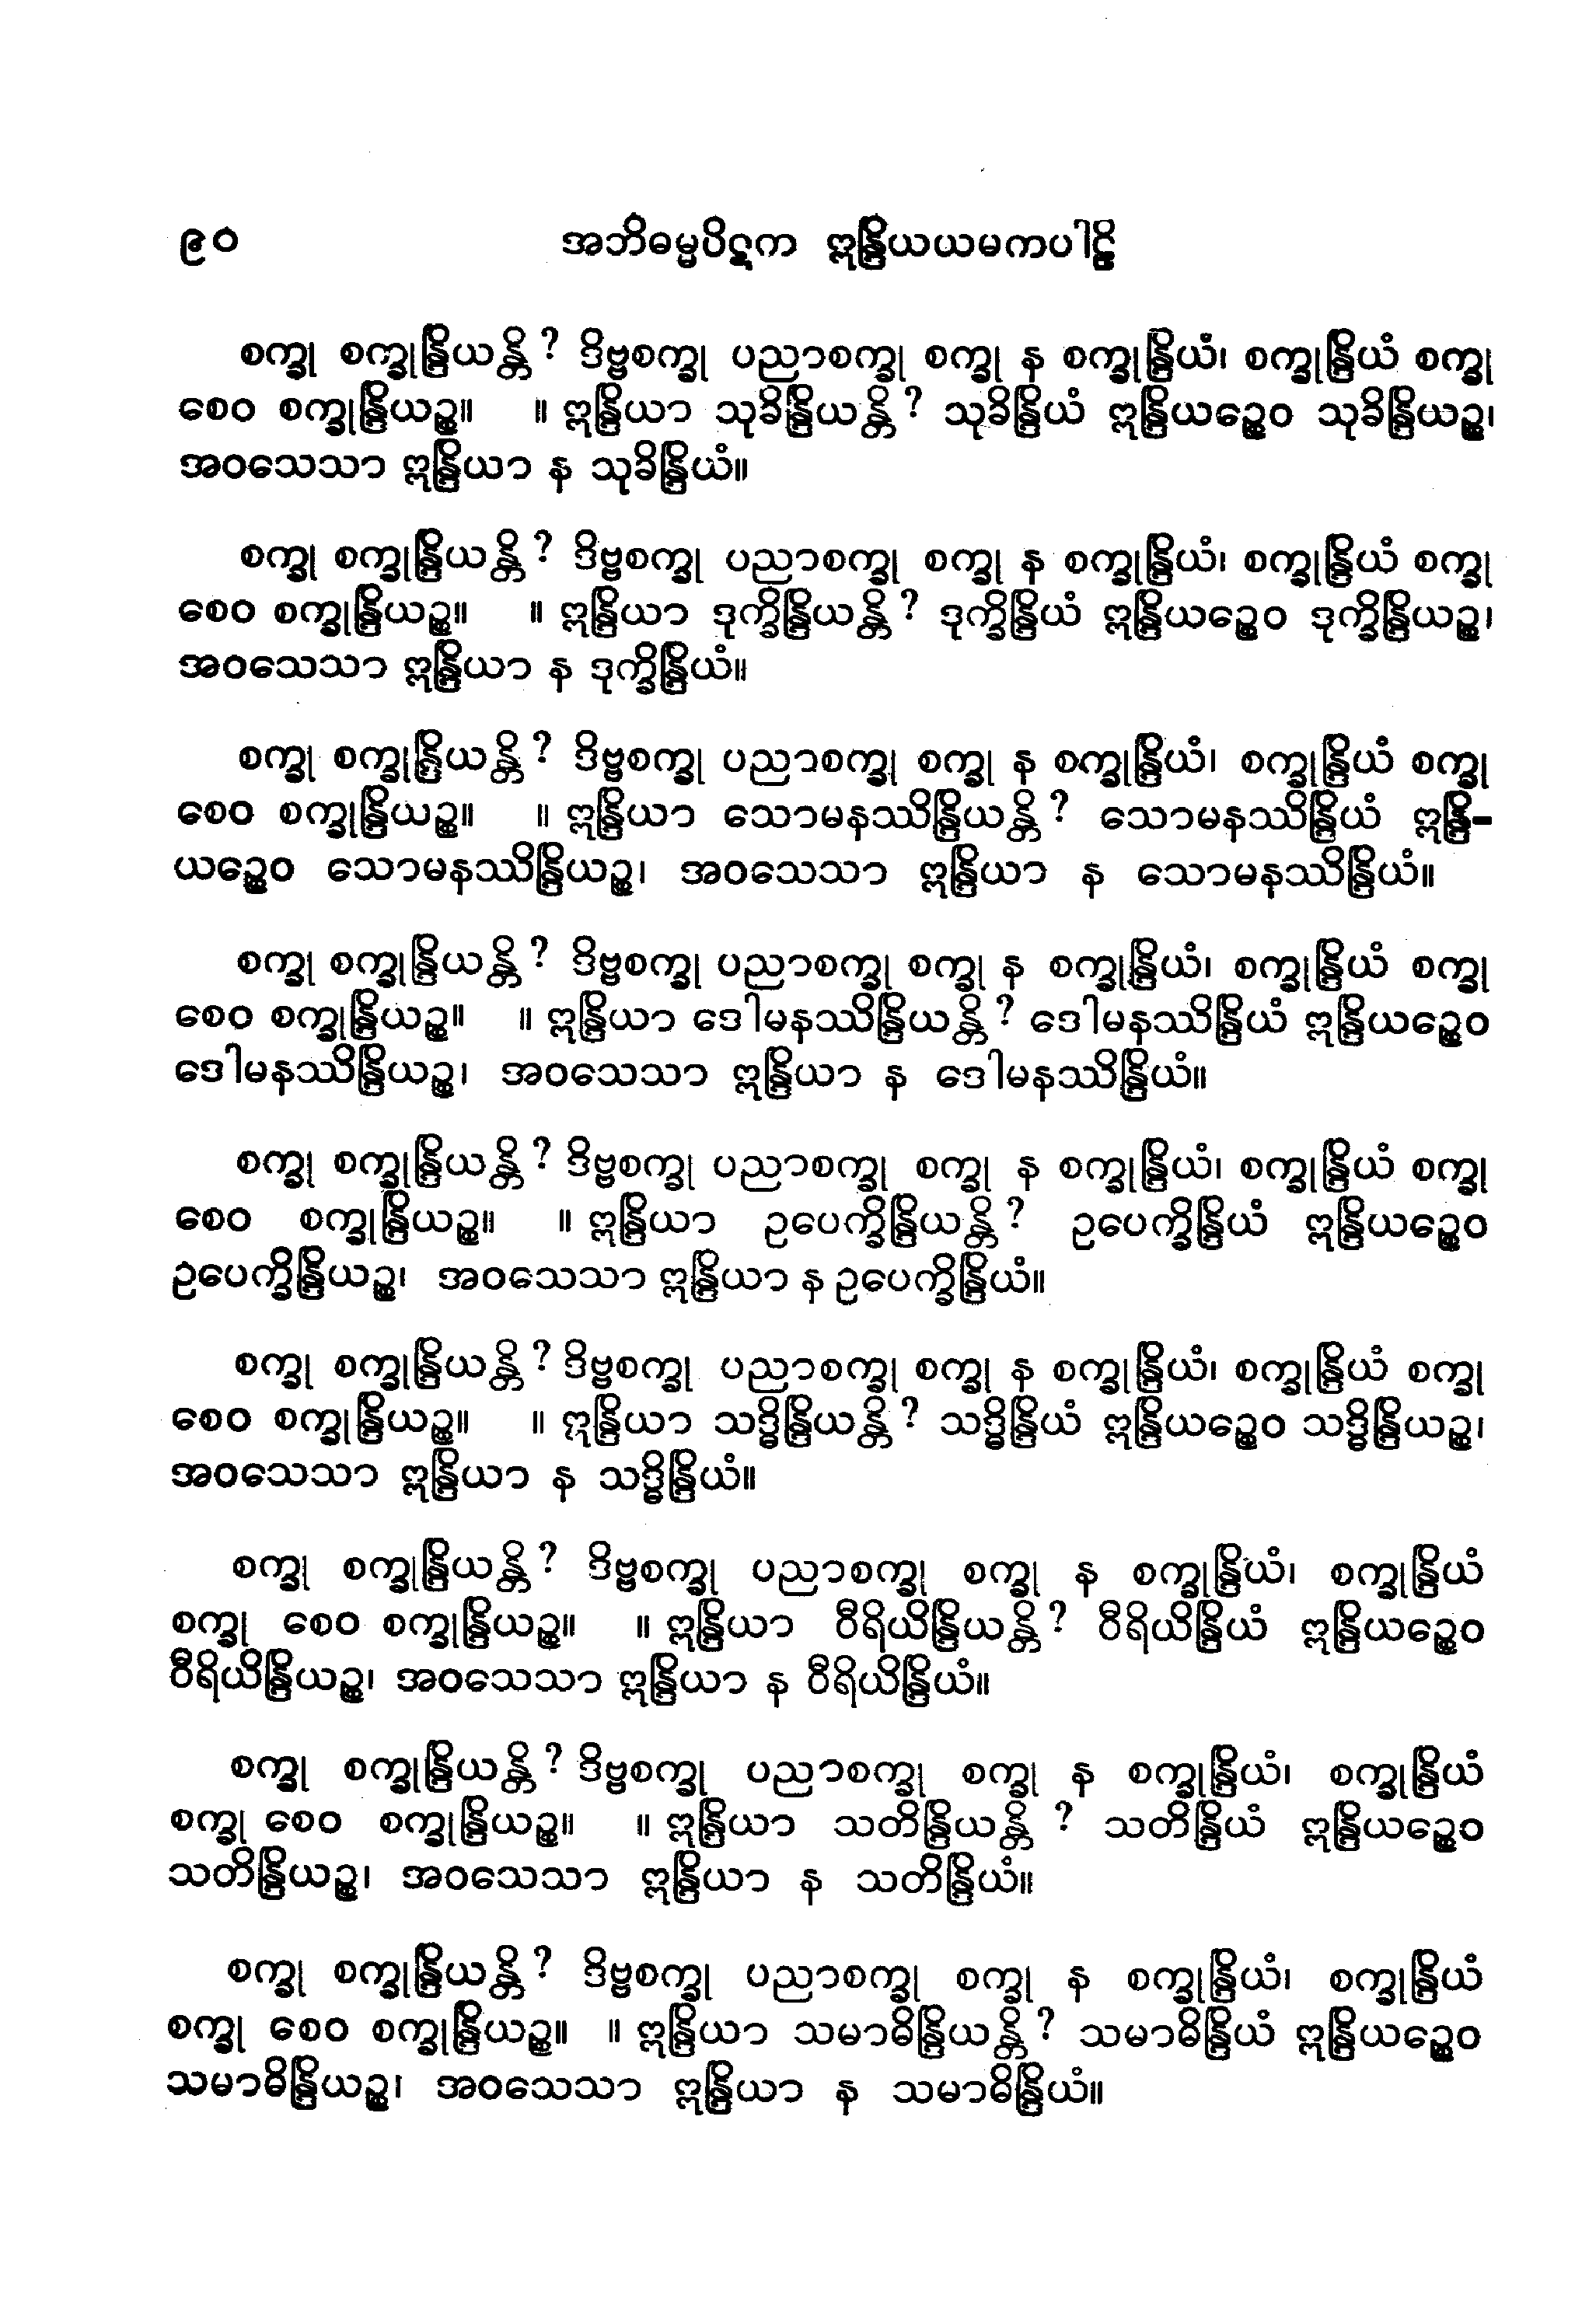 ၉၀ အဘိဓမ္မပိဋက ဣန္ဒြိယယမကပါဠိ
စက္ခု စက္ခုန္ဒြိယန္တိ? ဒိဗ္ဗစက္ခု ပညာစက္ခု စက္ခု န စက္ခုန္ဒြိယံ၊ စက္ခုန္ဒြိယံ စက္ခု
စေဝ စက္ခုန္ဒြိယဉ္စ။ ။ ဣန္ဒြိယာ သုခိန္ဒြိယန္တိ? သုခိန္ဒြိယံ ဣန္ဒြိယဉ္စေဝ သုခိန္ဒြိယဉ္စ၊
အဝသေသာ ဣန္ဒြိယာ န သုခိန္ဒြိယံ။
စက္ခု စက္ခုန္ဒြိယန္တိ? ဒိဗ္ဗစက္ခု ပညာစက္ခု စက္ခု န စက္ခုန္ဒြိယံ၊ စက္ခုန္ဒြိယံ စက္ခု
စေဝ စက္ခုန္ဒြိယဉ္စ။ ။ ဣန္ဒြိယာ ဒုက္ခိန္ဒြိယန္တိ? ဒုက္ခိန္ဒြိယံ ဣန္ဒြိယဉ္စေဝ ဒုက္ခိန္ဒြိယဉ္စ၊
အဝသေသာ ဣန္ဒြိယာ န ဒုက္ခိန္ဒြိယံ။
စက္ခု စက္ခုန္ဒြိယန္တိ? ဒိဗ္ဗစက္ခု ပညာစက္ခု စက္ခု န စက္ခုန္ဒြိယံ၊ စက္ခုန္ဒြိယံ စက္ခု
စေဝ စက္ခုန္ဒြိယဉ္စ။ ။ ဣန္ဒြိယာ သောမနဿိန္ဒြိယန္တိ? သောမနဿိန္ဒြိယံ ဣန္ဒြိ-
ယဉ္စေဝ သောမနဿိန္ဒြိယဉ္စ၊ အဝသေသာ ဣန္ဒြိယာ န သောမနဿိန္ဒြိယံ။
စက္ခု စက္ခုန္ဒြိယန္တိ? ဒိဗ္ဗစက္ခု ပညာစက္ခု စက္ခု န စက္ခုန္ဒြိယံ၊ စက္ခုန္ဒြိယံ စက္ခု
စေဝ စက္ခုန္ဒြိယဉ္စ။ ။ ဣန္ဒြိယာ ဒေါမနဿိန္ဒြိယန္တိ? ဒေါမနဿိန္ဒြိယံ ဣန္ဒြိယဉ္စေဝ
ဒေါမနဿိန္ဒြိယဉ္စ၊ အဝသေသာ ဣန္ဒြိယာ န ဒေါမနဿိန္ဒြိယံ။
စက္ခု စက္ခုန္ဒြိယန္တိ? ဒိဗ္ဗစက္ခု ပညာစက္ခု စက္ခု န စက္ခုန္ဒြိယံ၊ စက္ခုန္ဒြိယံ စက္ခု
စေဝ စက္ခုန္ဒြိယဉ္စ။ ။ ဣန္ဒြိယာ ဥပေက္ခိန္ဒြိယန္တိ? ဥပေက္ခိန္ဒြိယံ ဣန္ဒြိယဉ္စေဝ
ဥပေက္ခိန္ဒြိယဉ္စ၊ အဝသေသာ ဣန္ဒြိယာ န ဥပေက္ခိန္ဒြိယံ။
စက္ခု စက္ခုန္ဒြိယန္တိ? ဒိဗ္ဗစက္ခု ပညာစက္ခု စက္ခု န စက္ခုန္ဒြိယံ၊ စက္ခုန္ဒြိယံ စက္ခု
စေဝ စက္ခုန္ဒြိယဉ္စ။ ။ ဣန္ဒြိယာ သဒ္ဓိန္ဒြိယန္တိ? သဒ္ဓိန္ဒြိယံ ဣန္ဒြိယဉ္စေဝ သဒ္ဓိန္ဒြိယဉ္စ၊
အဝသေသာ ဣန္ဒြိယာ န သဒ္ဓိန္ဒြိယံ။
စက္ခု စက္ခုန္ဒြိယန္တိ? ဒိဗ္ဗစက္ခု ပညာစက္ခု စက္ခု န စက္ခုန္ဒြိယံ၊ စက္ခုန္ဒြိယံ
စက္ခု စေဝ စက္ခုန္ဒြိယဉ္စ။ ။ ဣန္ဒြိယာ ဝီရိယိန္ဒြိယန္တိ? ဝီရိယိန္ဒြိယံ ဣန္ဒြိယဉ္စေဝ
ဝီရိယိန္ဒြိယဉ္စ၊ အဝသေသာ ဣန္ဒြိယာ န ဝီရိယိန္ဒြိယံ။
စက္ခု စက္ခုန္ဒြိယန္တိ? ဒိဗ္ဗစက္ခု ပညာစက္ခု စက္ခု န စက္ခုန္ဒြိယံ၊ စက္ခုန္ဒြိယံ
စက္ခု စေဝ စက္ခုန္ဒြိယဉ္စ။ ။ ဣန္ဒြိယာ သတိန္ဒြိယန္တိ? သတိန္ဒြိယံ ဣန္ဒြိယဉ္စေဝ
သတိန္ဒြိယဉ္စ၊ အဝသေသာ ဣန္ဒြိယာ န သတိန္ဒြိယံ။
စက္ခု စက္ခုန္ဒြိယန္တိ? ဒိဗ္ဗစက္ခု ပညာစက္ခု စက္ခု န စက္ခုန္ဒြိယံ၊ စက္ခုန္ဒြိယံ
စက္ခု စေဝ စက္ခုန္ဒြိယဉ္စ။ ။ ဣန္ဒြိယာ သမာဓိန္ဒြိယန္တိ? သမာဓိန္ဒြိယံ ဣန္ဒြိယဉ္စေဝ
သမာဓိန္ဒြိယဉ္စ၊ အဝသေသာ ဣန္ဒြိယာ န သမာဓိန္ဒြိယံ။